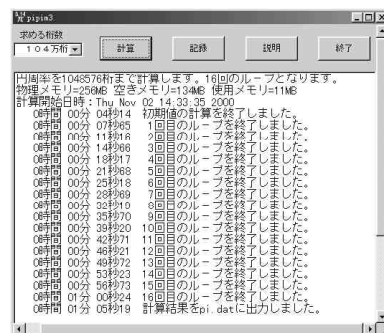 pipin3
求める桁数
104万桁 計算 記録 説明 終了
円周率を1048576桁まで計算します。16回のループとなります。
物理メモリ=256MB 空きメモリ=134MB 使用メモリ=11MB
計算開始日時:Thu Nov 02 14:33:35 2000
0時間 00分 04秒14 初期値の計算を終了しました。
0時間 00分 07秒65 1回目のループを終了しました。
0時間 00分 11秒16 2回目のループを終了しました。
0時間 00分 14秒66 3回目のループを終了しました。
0時間 00分 18秒17 4回目のループを終了しました。
0時間 00分 21秒68 5回目のループを終了しました。
0時間 00分 25秒18 6回目のループを終了しました。
0時間 00分 28秒69 7回目のループを終了しました。
0時間 00分 32秒19 8回目のループを終了しました。
0時間 00分 35秒70 9回目のループを終了しました。
0時間 00分 39秒20 10回目のループを終了しました。
0時間 00分 42秒71 11回目のループを終了しました。
0時間 00分 46秒21 12回目のループを終了しました。
0時間 00分 49秒72 13回目のループを終了しました。
0時間 00分 53秒23 14回目のループを終了しました。
0時間 00分 56秒73 15回目のループを終了しました。
0時間 01分 00秒24 16回目のループを終了しました。
0時間 01分 05秒19 計算結果をpi.datに出力しました。